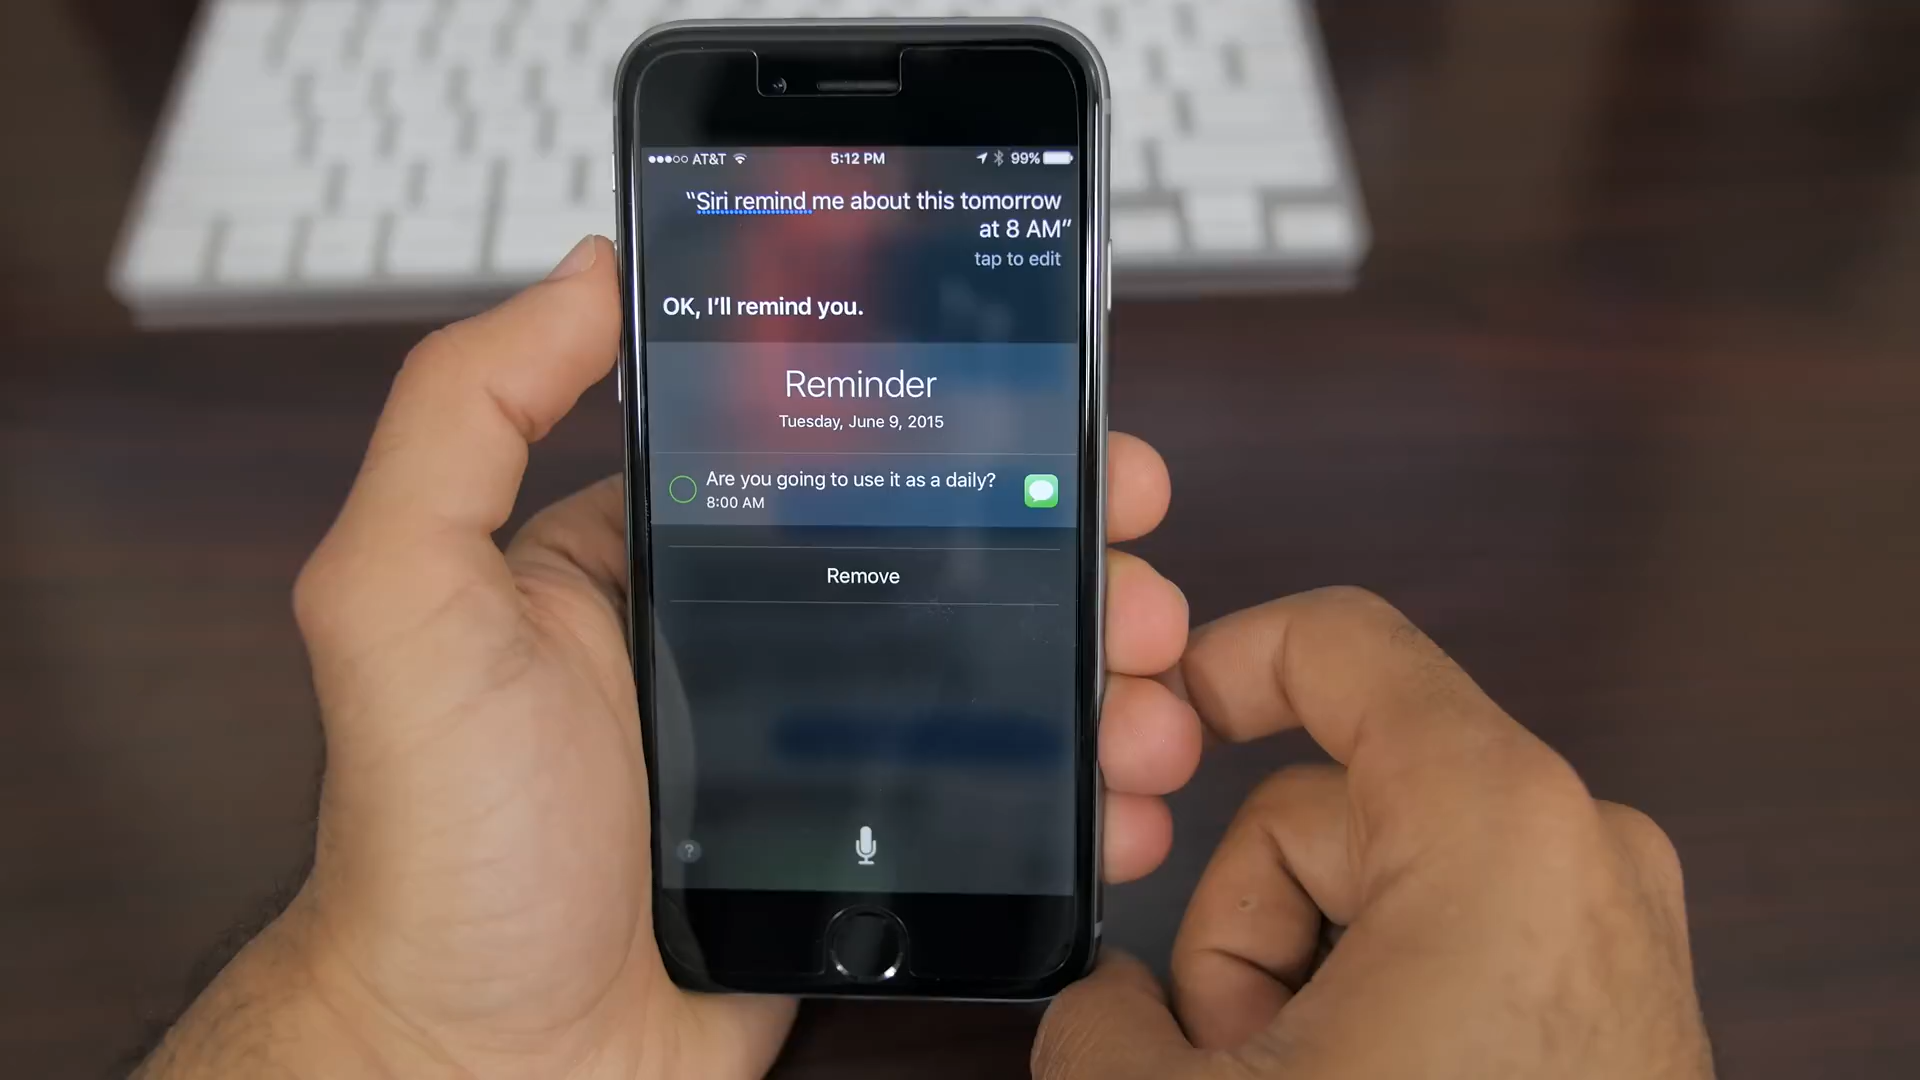 AT&T 5:12 PM 99%
“Siri remind me about this tomorrow
at 8 AM”
tap to edit
OK, I’ll remind you.
Reminder
Tuesday, June 9, 2015
Are you going to use it as a daily?
8:00 AM
Remove
?